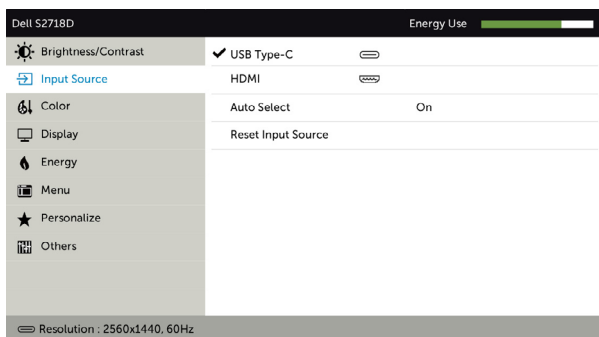 Dell S2718D Energy Use
Brightness/Contrast
USB Type-C
Input Source
HDMI
Color
Auto Select On
Display
Reset Input Source
Energy
Menu
Personalize
Others
Resolution : 2560x1440, 60Hz